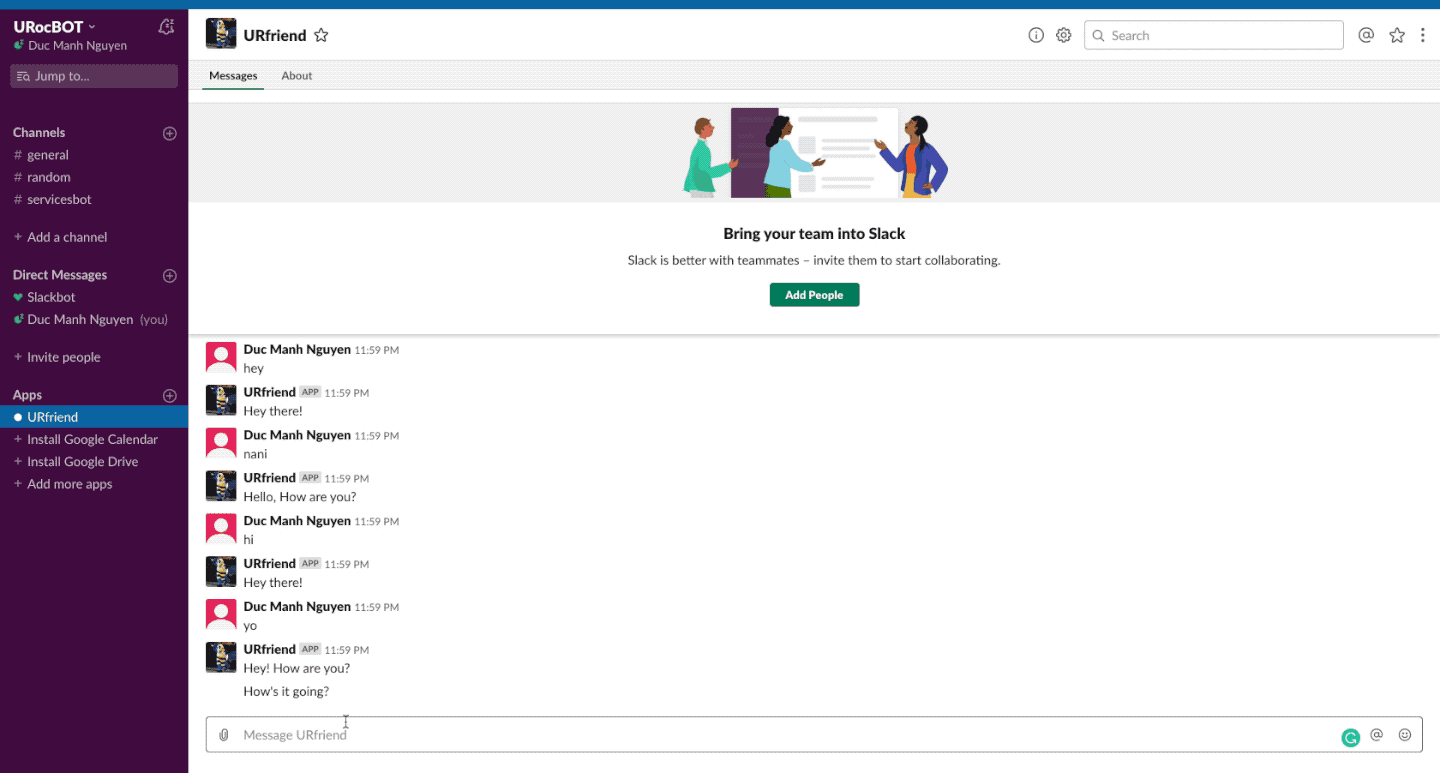 URocBOT
Duc Manh Nguyen
Jump to...
Channels
# general
# random
# servicesbot
+ Add a channel
Direct Messages
Slackbot
Duc Manh Nguyen (you)
+ Invite people
Apps
URfriend
+ Install Google Calendar
+ Install Google Drive
+ Add more apps
URfriend
Search
Messages About
Bring your team into Slack
Slack is better with teammates – invite them to start collaborating.
Add People
Duc Manh Nguyen 11:59 PM
hey
URfriend APP 11:59 PM
Hey there!
Duc Manh Nguyen 11:59 PM
nani
URfriend APP 11:59 PM
Hello, How are you?
Duc Manh Nguyen 11:59 PM
hi
URfriend APP 11:59 PM
Hey there!
Duc Manh Nguyen 11:59 PM
yo
URfriend APP 11:59 PM
Hey! How are you?
How's it going?
Message URfriend